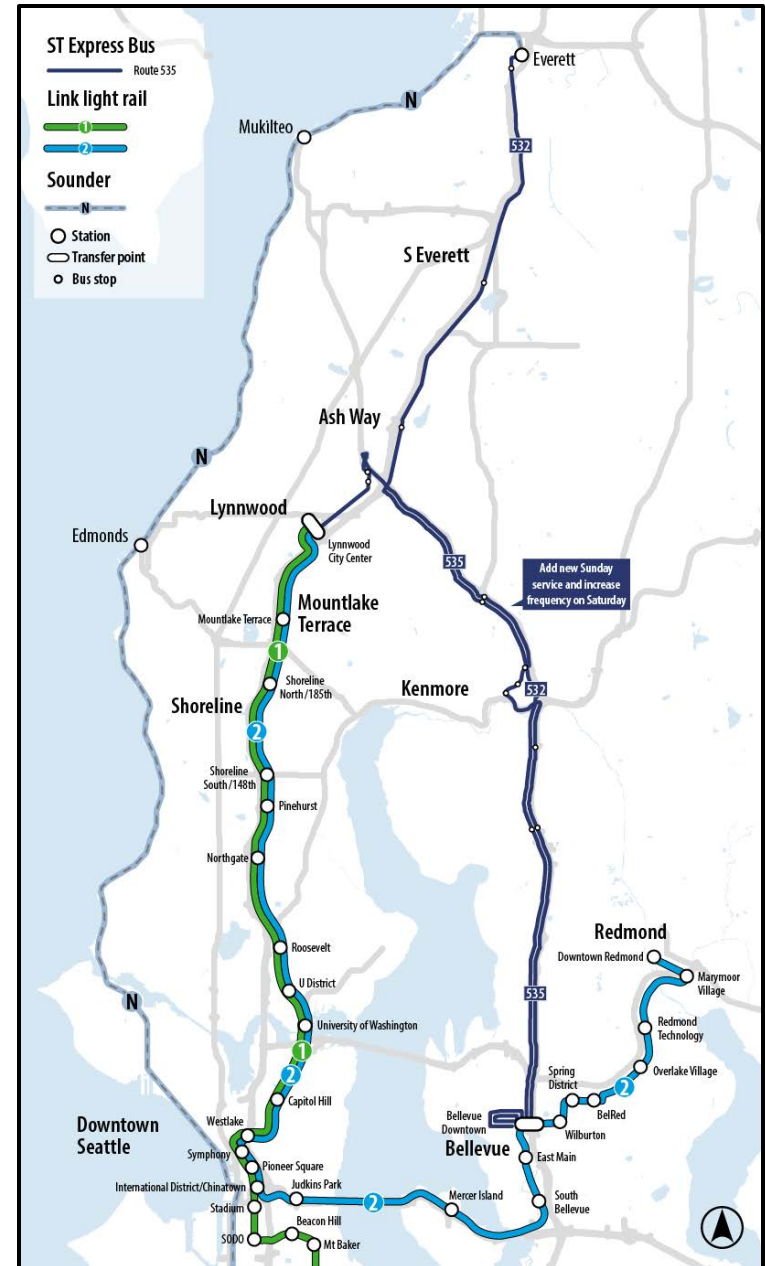 ST Express Bus
Route 535
Link light rail
1
2
Sounder
N
Station
Transfer point
Bus stop
Everett
N
Mukilteo
532
S Everett
Ash Way
N
Lynnwood
Edmonds
Lynnwood
City Center
535
Add new Sunday
service and increase
frequency on Saturday
Mountlake Terrace
Mountlake
Terrace
1
Shoreline
North/185th
Kenmore
532
Shoreline
2
Shoreline
South/148th
Pinehurst
Northgate
Redmond
Roosevelt
Downtown Redmond
Marymoor
Village
U District
535
N
University of Washington
Redmond
Technology
1
2
Overlake Village
Spring
District
2
Capitol Hill
BelRed
Bellevue
Downtown
Wilburton
Downtown
Seattle
Westlake
Bellevue
Symphony
East Main
Pioneer Square
International District/Chinatown
Judkins Park
2
Mercer Island
South
Bellevue
Stadium
Beacon Hill
SODO
Mt Baker